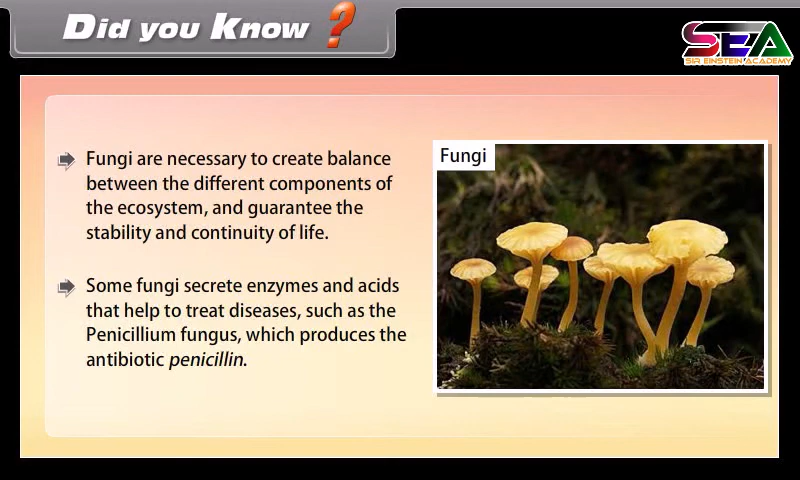 Did you Know ?
SEA
SIR EINSTEIN ACADEMY
Fungi are necessary to create balance
between the different components of
the ecosystem, and guarantee the
stability and continuity of life.
Some fungi secrete enzymes and acids
that help to treat diseases, such as the
Penicillium fungus, which produces the
antibiotic penicillin.
Fungi